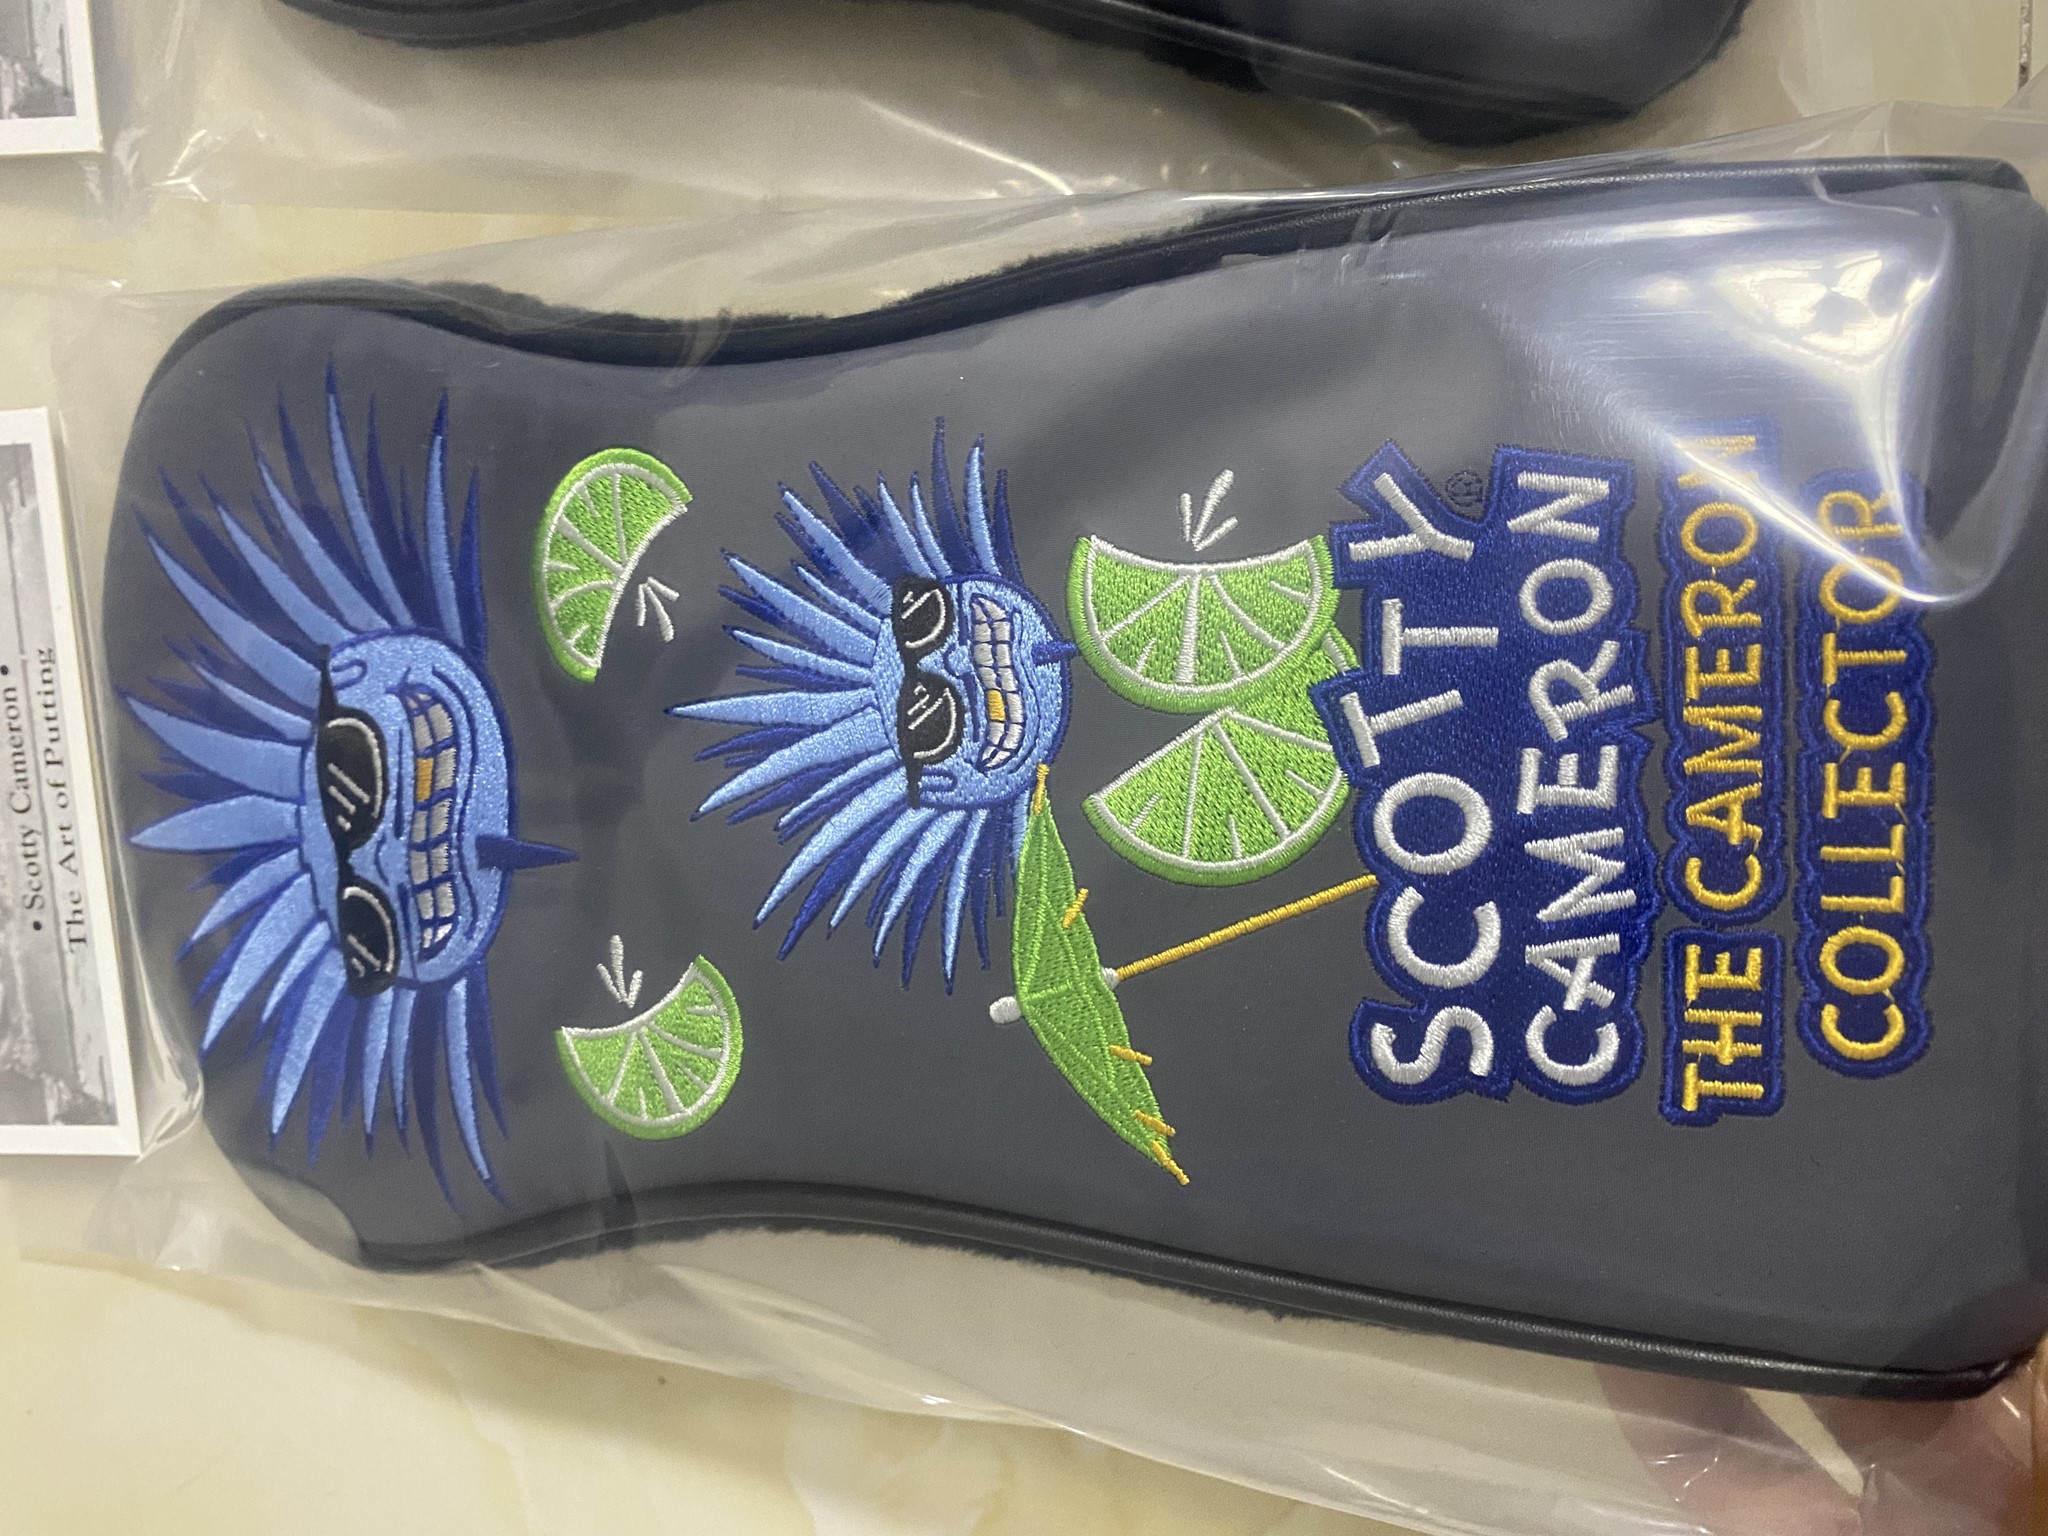 SCOTTY
CAMERON
THE CAMERON
COLLECTOR
• Scotty Cameron •
The Art of Putting